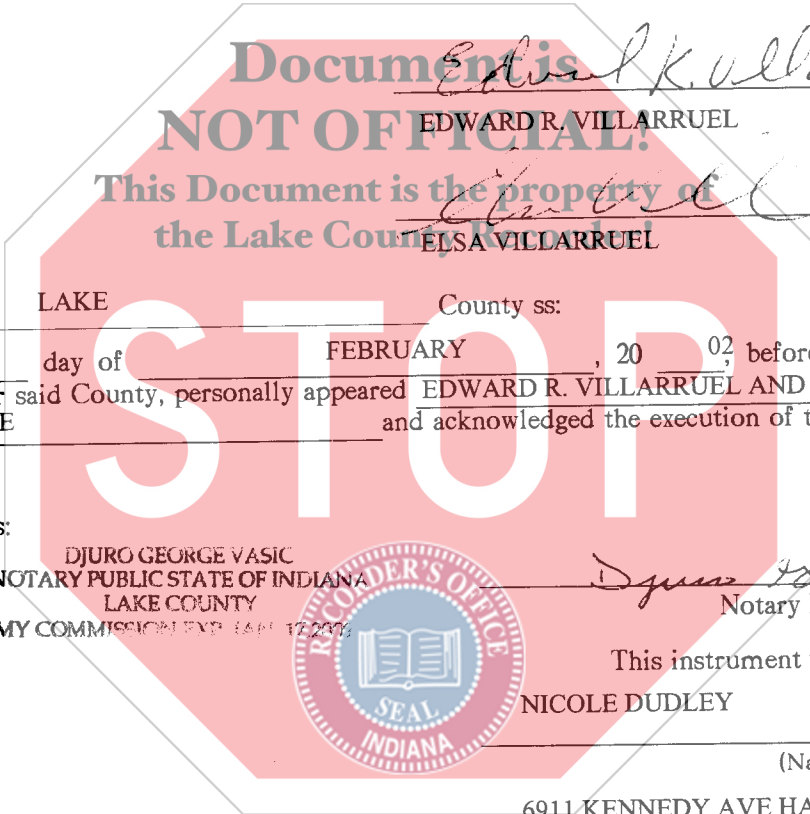 Document is
NOT OFFICIAL!
This Document is the property of
the Lake County Recorder!
STOP
EDWARD R. VILLARRUEL
ELSA VILLARRUEL
LAKE County ss:
day of FEBRUARY, 20 02, before
said County, personally appeared EDWARD R. VILLARRUEL AND
E and acknowledged the execution of t
s:
DJURO GEORGE VASIC
NOTARY PUBLIC STATE OF INDIANA
LAKE COUNTY
MY COMMISSION EXP. JAN. 17,
RECORDER'S OFFICE
SEAL
INDIANA
Notary
This instrument
NICOLE DUDLEY
(Na
6911 KENNEDY AVE HA